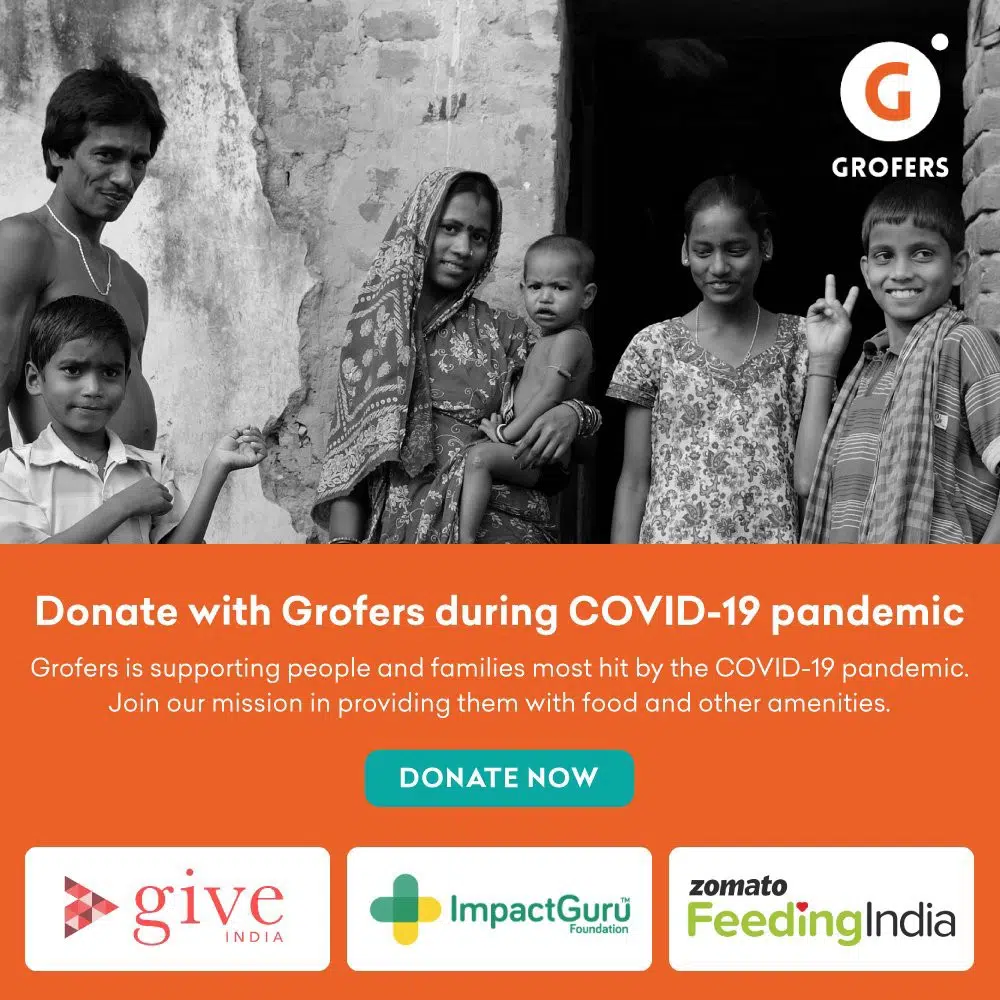 G
GROFERS
Donate with Grofers during COVID-19 pandemic
Grofers is supporting people and families most hit by the COVID-19 pandemic.
Join our mission in providing them with food and other amenities.
DONATE NOW
give
INDIA
ImpactGuru™
Foundation
zomato
FeedingIndia